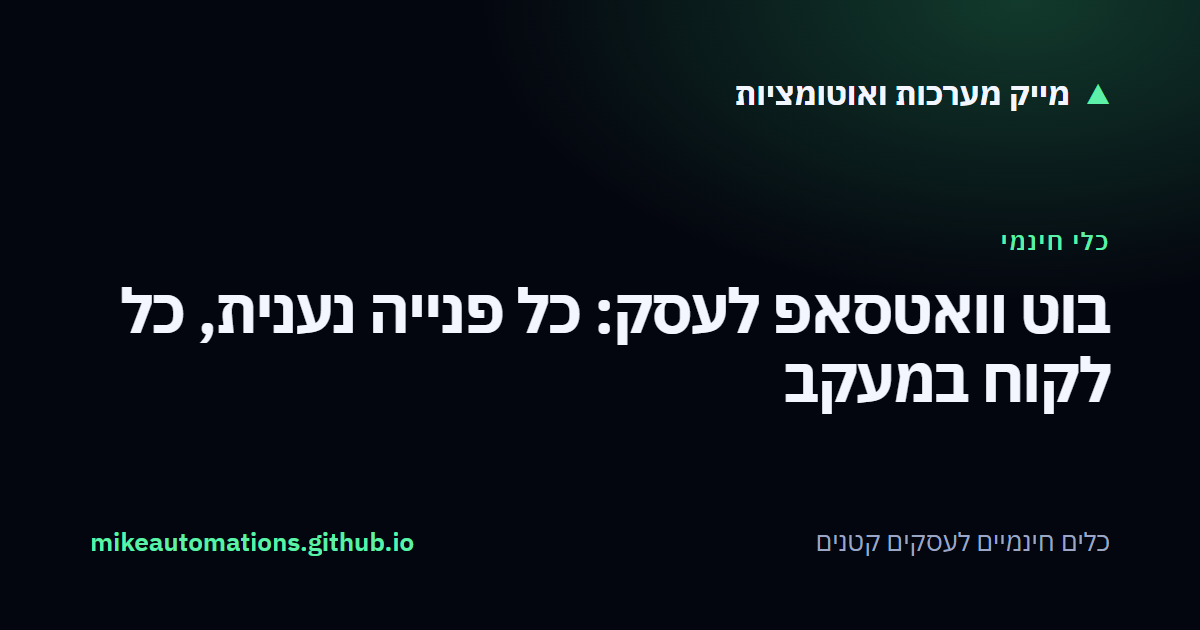 מייק מערכות ואוטומציות
כלי חינמי
בוט וואטסאפ לעסק: כל פנייה נענית, כל
לקוח במעקב
כלים חינמיים לעסקים קטנים
mikeautomations.github.io